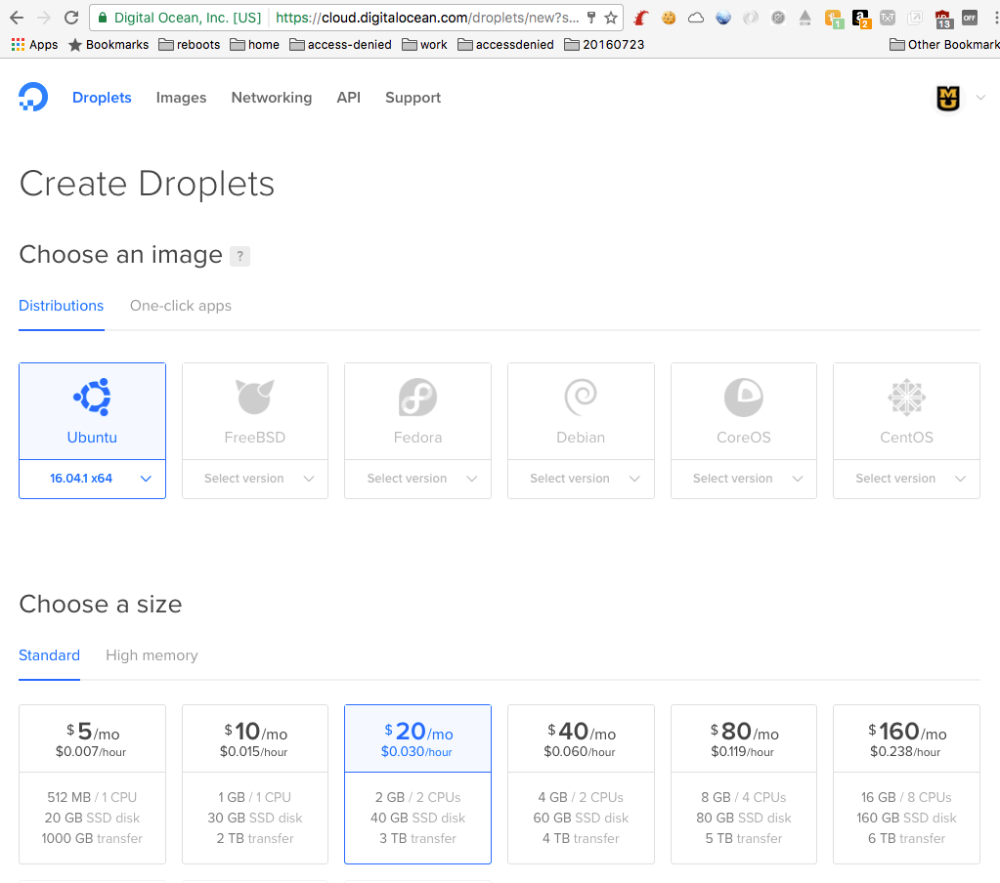 Digital Ocean, Inc. [US] https://cloud.digitalocean.com/droplets/new?s...
1 a 2 TXT 13 OFF
Apps Bookmarks reboots home access-denied work accessdenied 20160723 Other Bookmark
Droplets Images Networking API Support
MU
Create Droplets
Choose an image ?
Distributions One-click apps
Ubuntu FreeBSD Fedora Debian CoreOS CentOS
16.04.1 x64 Select version Select version Select version Select version Select version
Choose a size
Standard High memory
$5/mo $10/mo $20/mo $40/mo $80/mo $160/mo
$0.007/hour $0.015/hour $0.030/hour $0.060/hour $0.119/hour $0.238/hour
512 MB / 1 CPU 1 GB / 1 CPU 2 GB / 2 CPUs 4 GB / 2 CPUs 8 GB / 4 CPUs 16 GB / 8 CPUs
20 GB SSD disk 30 GB SSD disk 40 GB SSD disk 60 GB SSD disk 80 GB SSD disk 160 GB SSD disk
1000 GB transfer 2 TB transfer 3 TB transfer 4 TB transfer 5 TB transfer 6 TB transfer